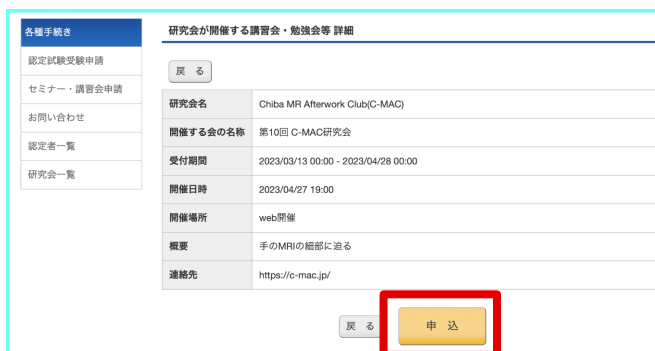 各種手続き
認定試験受験申請
セミナー・講習会申請
お問い合わせ
認定者一覧
研究会一覧
研究会が開催する講習会・勉強会等 詳細
戻 る
研究会名 Chiba MR Afterwork Club(C-MAC)
開催する会の名称 第10回 C-MAC研究会
受付期間 2023/03/13 00:00 - 2023/04/28 00:00
開催日時 2023/04/27 19:00
開催場所 web開催
概要 手のMRIの細部に迫る
連絡先 https://c-mac.jp/
戻 る 申 込